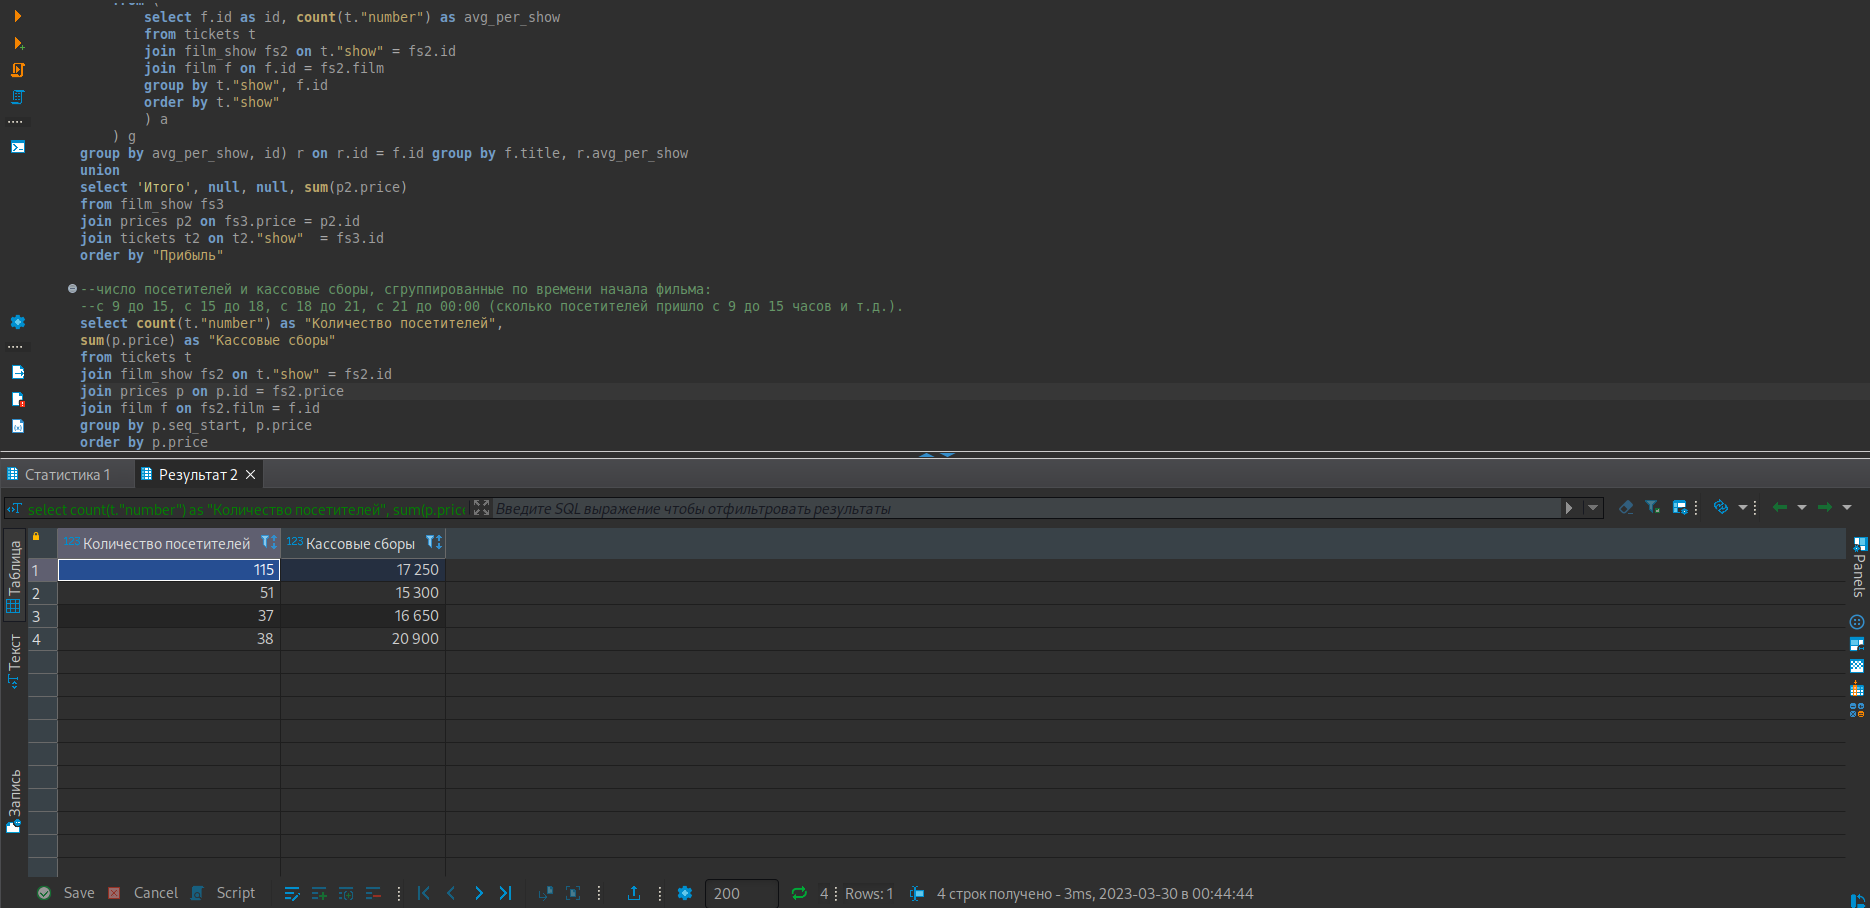 from (
select f.id as id, count(t."number") as avg_per_show
from tickets t
join film_show fs2 on t."show" = fs2.id
join film f on f.id = fs2.film
group by t."show", f.id
order by t."show"
) a
) g
group by avg_per_show, id) r on r.id = f.id group by f.title, r.avg_per_show
union
select 'Итого', null, null, sum(p2.price)
from film_show fs3
join prices p2 on fs3.price = p2.id
join tickets t2 on t2."show"  = fs3.id
order by "Прибыль"
--число посетителей и кассовые сборы, сгруппированные по времени начала фильма:
--с 9 до 15, с 15 до 18, с 18 до 21, с 21 до 00:00 (сколько посетителей пришло с 9 до 15 часов и т.д.).
select count(t."number") as "Количество посетителей",
sum(p.price) as "Кассовые сборы"
from tickets t
join film_show fs2 on t."show" = fs2.id
join prices p on p.id = fs2.price
join film f on fs2.film = f.id
group by p.seq_start, p.price
order by p.price
Статистика 1
Результат 2
select count(t."number") as "Количество посетителей", sum(p.price
Введите SQL выражение чтобы отфильтровать результаты
Таблица
Текст
Запись
Panels
123 Количество посетителей 123 Кассовые сборы
1 115 17 250
2 51 15 300
3 37 16 650
4 38 20 900
Save Cancel Script 200 4 Rows: 1 4 строк получено - 3ms, 2023-03-30 в 00:44:44